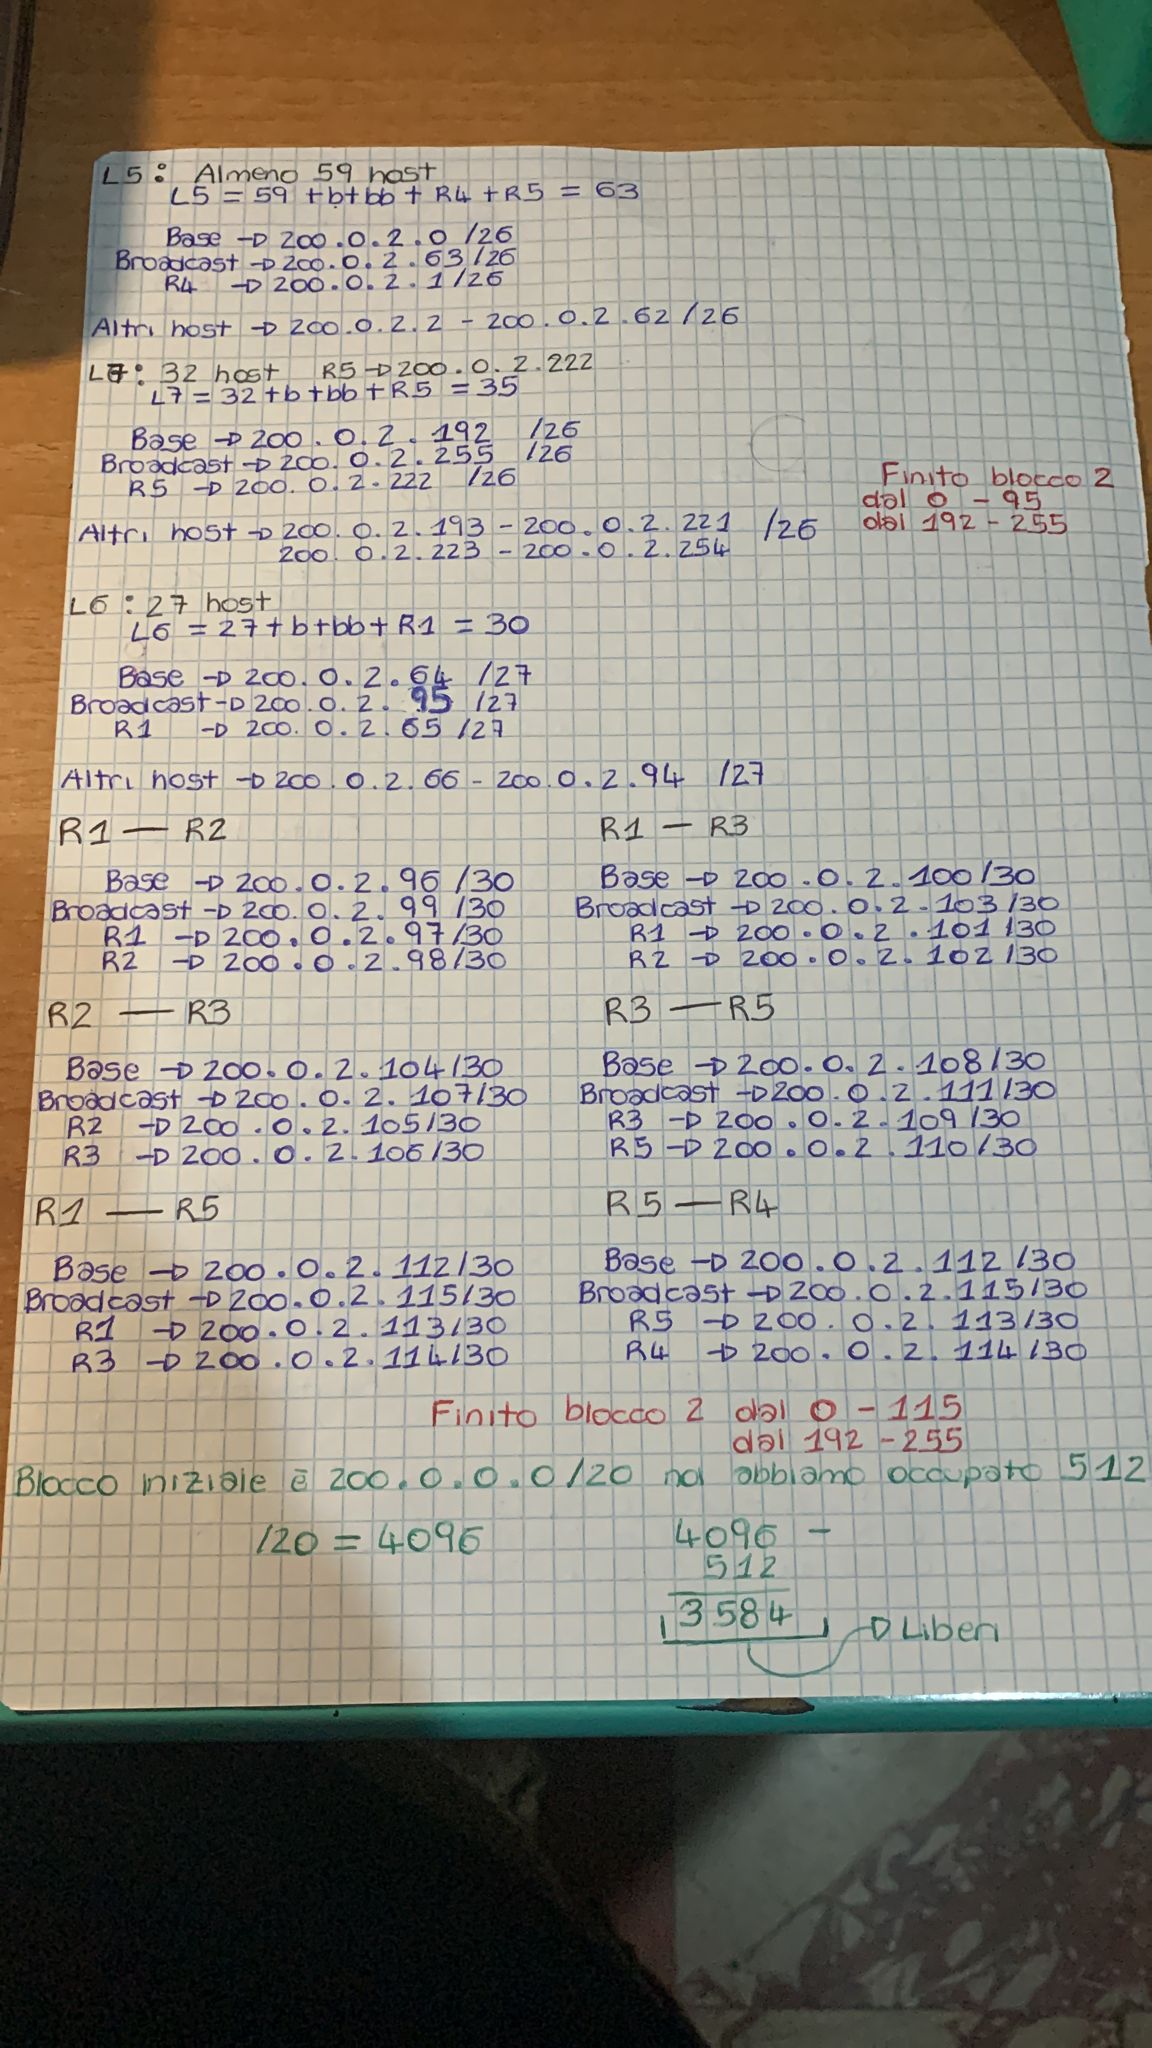 L5: Almeno 59 host
L5 = 59 + b + bb + R4 + R5 = 63
Base → 200.0.2.0 /26
Broadcast → 200.0.2.63/26
R4 → 200.0.2.1/26
Altri host → 200.0.2.2 - 200.0.2.62 /26
L7: 32 host R5 → 200.0.2.222
L7 = 32 + b + bb + R5 = 35
Base → 200.0.2.192 /26
Broadcast → 200.0.2.255 /26
R5 → 200.0.2.222 /26
Finito blocco 2
dal 0 - 95
dal 192 - 255
Altri host → 200.0.2.193 - 200.0.2.221 /26
200.0.2.223 - 200.0.2.254
L6: 27 host
L6 = 27 + b + bb + R1 = 30
Base → 200.0.2.64 /27
Broadcast → 200.0.2.95 /27
R1 → 200.0.2.65 /27
Altri host → 200.0.2.66 - 200.0.2.94 /27
R1 — R2
Base → 200.0.2.96 /30
Broadcast → 200.0.2.99 /30
R1 → 200.0.2.97/30
R2 → 200.0.2.98/30
R1 — R3
Base → 200.0.2.100/30
Broadcast → 200.0.2.103/30
R1 → 200.0.2.101/30
R2 → 200.0.2.102/30
R2 — R3
Base → 200.0.2.104/30
Broadcast → 200.0.2.107/30
R2 → 200.0.2.105/30
R3 → 200.0.2.106/30
R3 — R5
Base → 200.0.2.108/30
Broadcast → 200.0.2.111/30
R3 → 200.0.2.109/30
R5 → 200.0.2.110/30
R1 — R5
Base → 200.0.2.112/30
Broadcast → 200.0.2.115/30
R1 → 200.0.2.113/30
R3 → 200.0.2.114/30
R5 — R4
Base → 200.0.2.112 /30
Broadcast → 200.0.2.115/30
R5 → 200.0.2.113/30
R4 → 200.0.2.114/30
Finito blocco 2 dal 0 - 115
dal 192 - 255
Blocco iniziale è 200.0.0.0/20 noi abbiamo occupato 512
/20 = 4096
4096 -
512
3584
→ Liberi